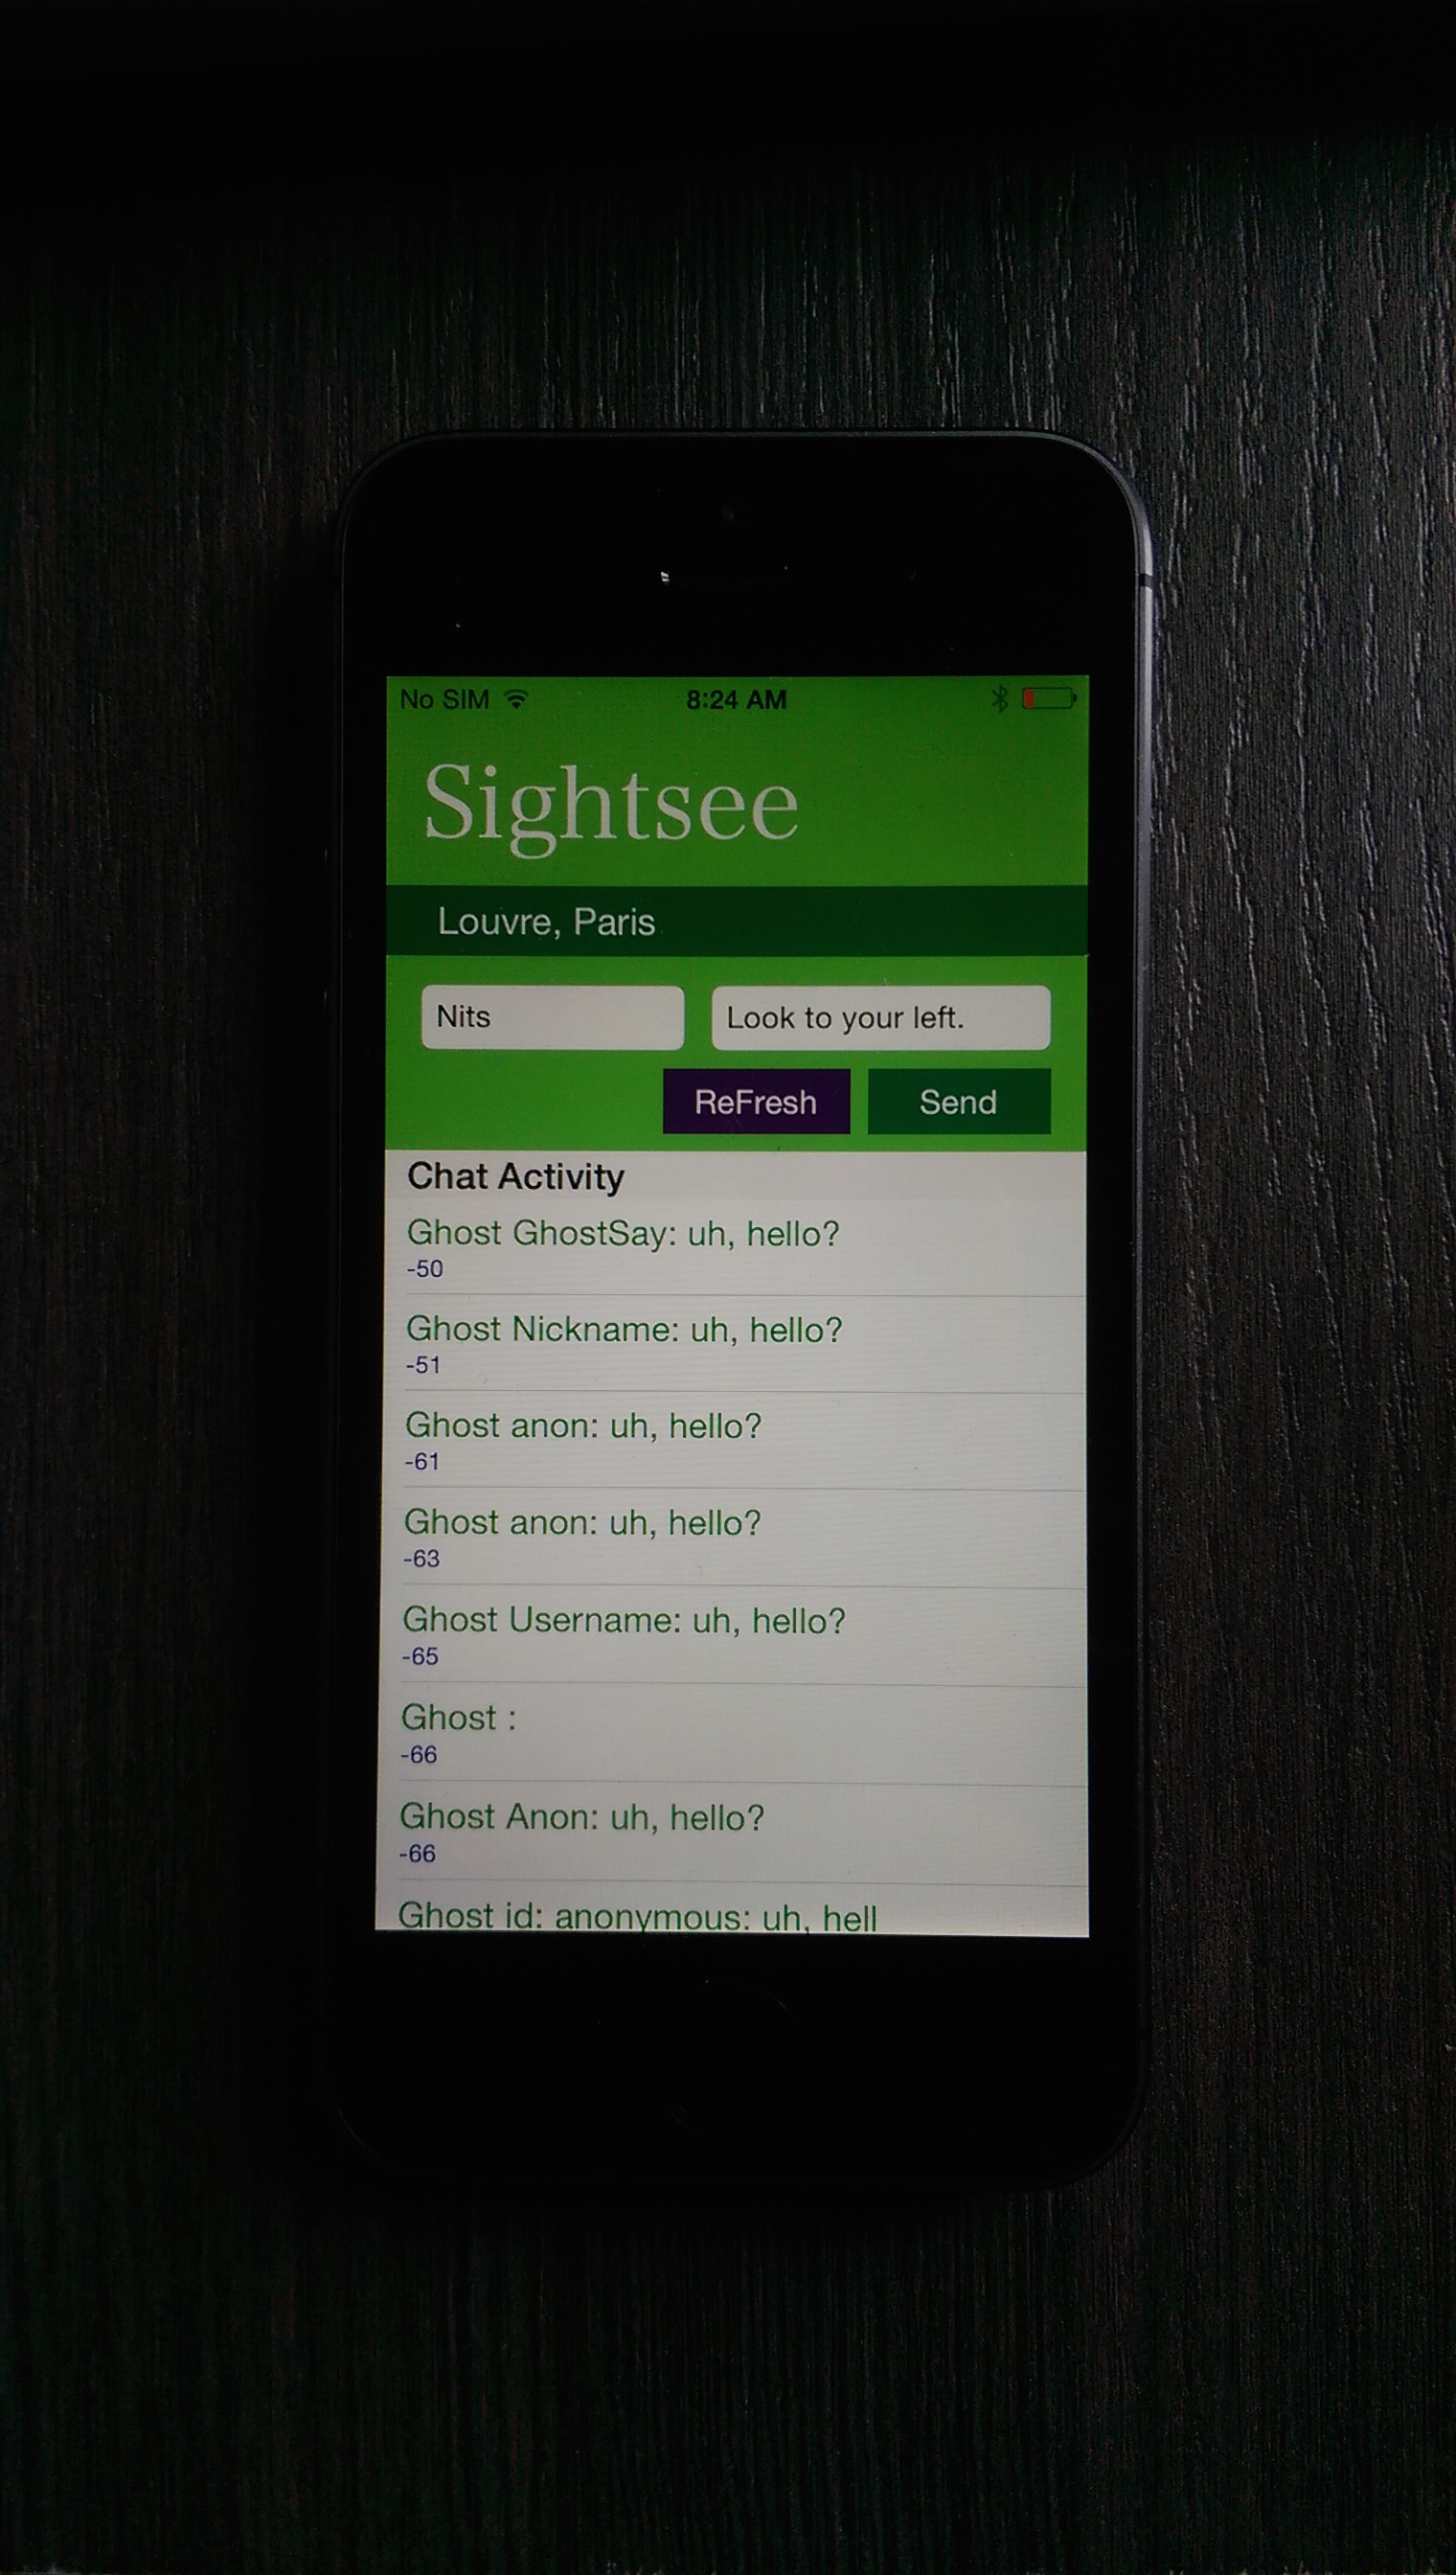 No SIM 8:24 AM
Sightsee
Louvre, Paris
Nits Look to your left.
ReFresh Send
Chat Activity
Ghost GhostSay: uh, hello?
-50
Ghost Nickname: uh, hello?
-51
Ghost anon: uh, hello?
-61
Ghost anon: uh, hello?
-63
Ghost Username: uh, hello?
-65
Ghost :
-66
Ghost Anon: uh, hello?
-66
Ghost id: anonymous: uh, hell